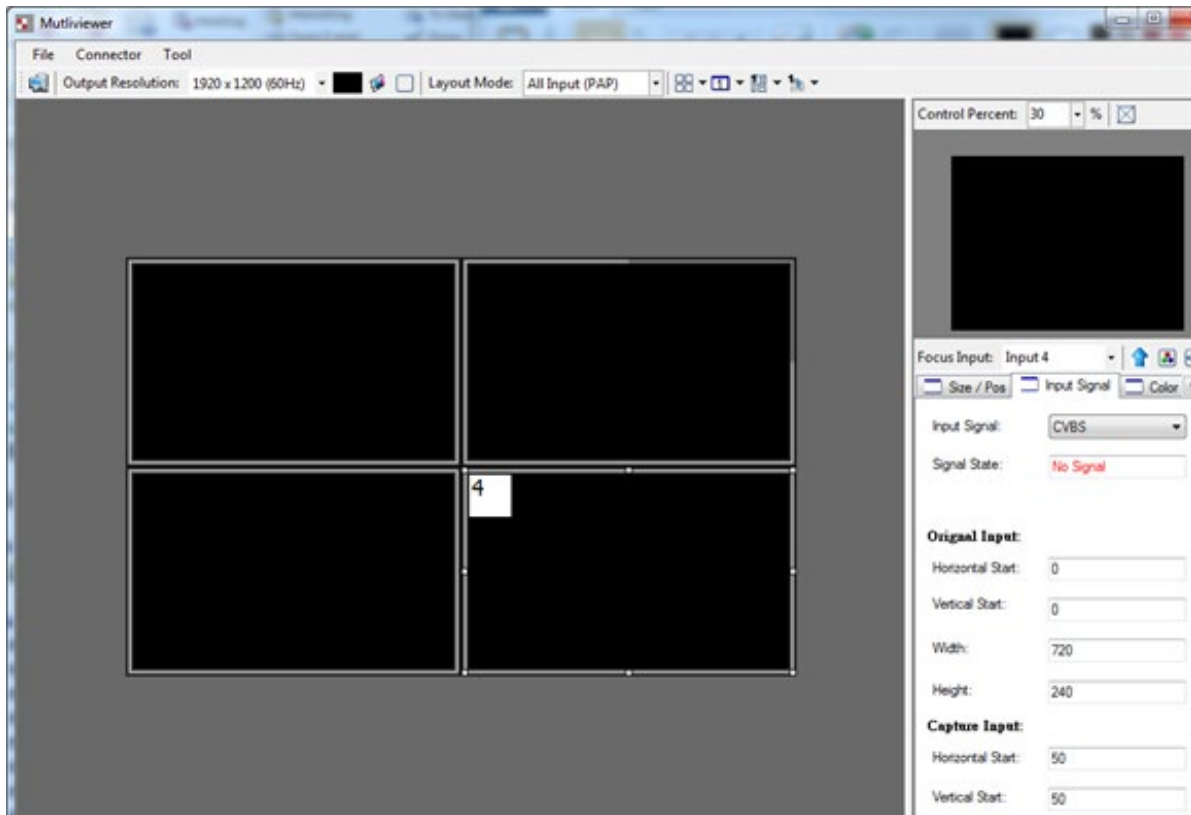 Mutliviewer
File Connector Tool
Output Resolution: 1920 x 1200 (60Hz) Layout Mode: All Input (PAP)
Control Percent: 30 %
Focus Input: Input 4
Size / Pos Input Signal Color
Input Signal: CVBS
Signal State: No Signal
4
Orignal Input:
Horizontal Start: 0
Vertical Start: 0
Width: 720
Height: 240
Capture Input:
Horizontal Start: 50
Vertical Start: 50